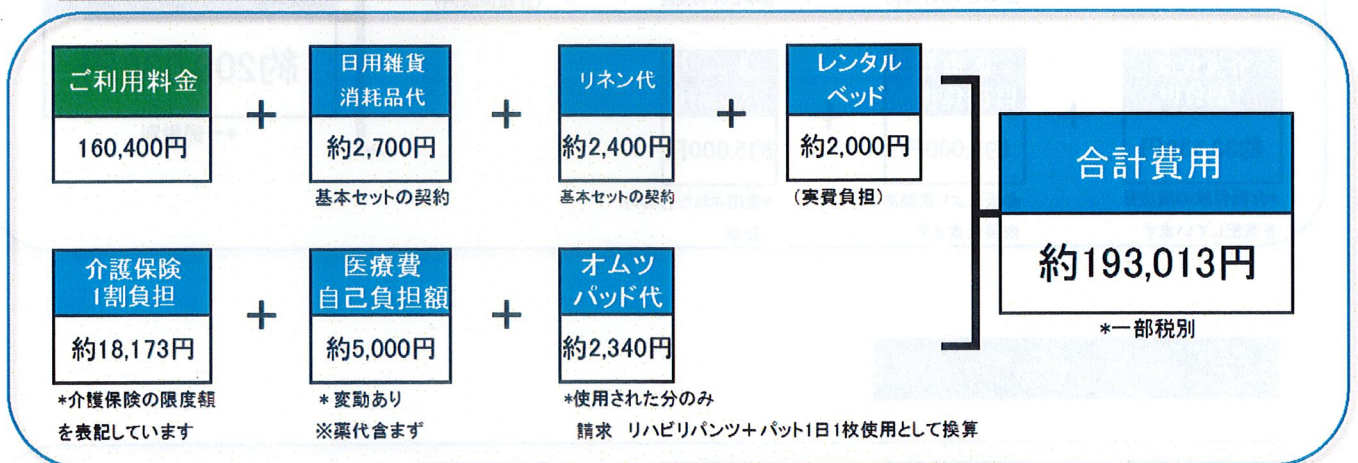 ご利用料金
160,400円
+
日用雑貨
消耗品代
約2,700円
基本セットの契約
+
リネン代
約2,400円
基本セットの契約
+
レンタル
ベッド
約2,000円
(実費負担)
介護保険
1割負担
約18,173円
*介護保険の限度額
を表記しています
+
医療費
自己負担額
約5,000円
*変動あり
※薬代含まず
+
オムツ
パッド代
約2,340円
*使用された分のみ
請求 リハビリパンツ+パット1日1枚使用として換算
合計費用
約193,013円
*一部税別